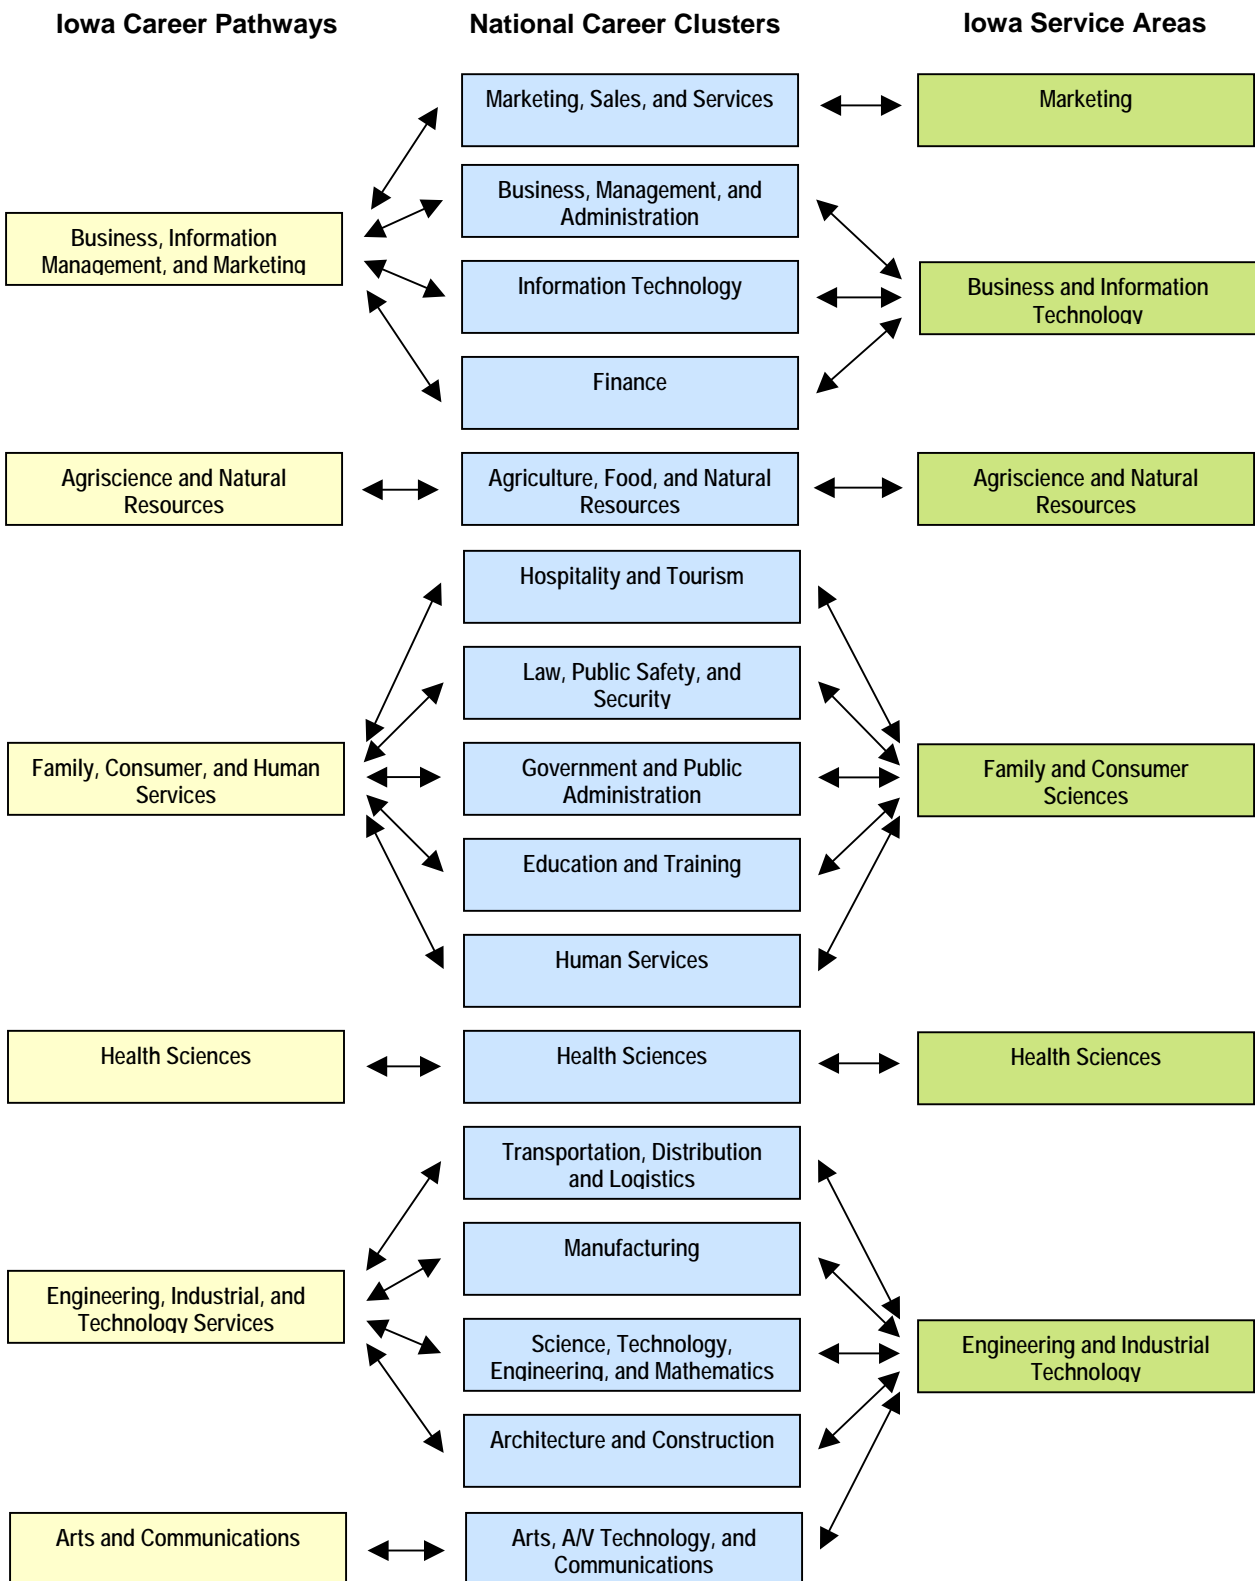 Iowa Career Pathways
National Career Clusters
Iowa Service Areas
Marketing, Sales, and Services
Marketing
Business, Management, and
Administration
Business, Information
Management, and Marketing
Information Technology
Business and Information
Technology
Finance
Agriscience and Natural
Resources
Agriculture, Food, and Natural
Resources
Agriscience and Natural
Resources
Hospitality and Tourism
Law, Public Safety, and
Security
Family, Consumer, and Human
Services
Government and Public
Administration
Family and Consumer
Sciences
Education and Training
Human Services
Health Sciences
Health Sciences
Health Sciences
Transportation, Distribution
and Logistics
Manufacturing
Engineering, Industrial, and
Technology Services
Science, Technology,
Engineering, and Mathematics
Engineering and Industrial
Technology
Architecture and Construction
Arts and Communications
Arts, A/V Technology, and
Communications